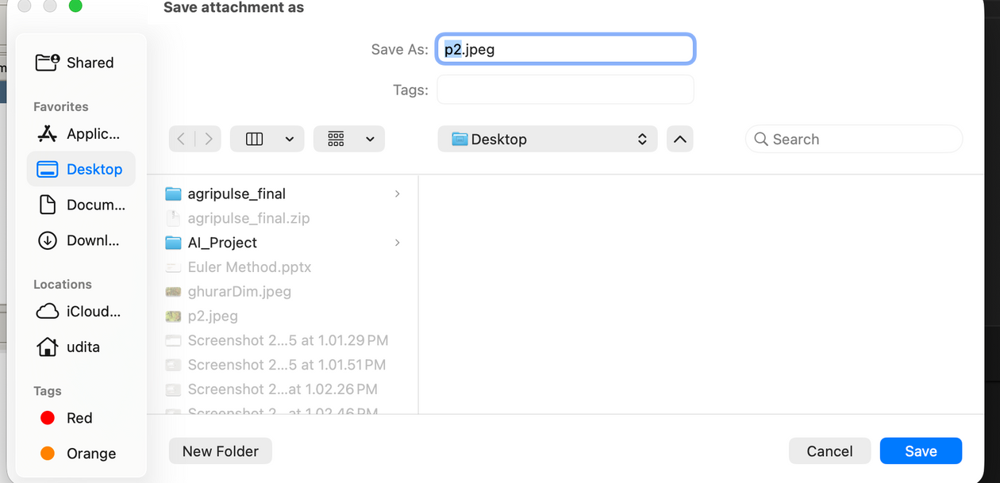 Save attachment as
Save As: p2.jpeg
Tags:
Desktop
Search
Shared
Favorites
Applic...
Desktop
Docum...
Downl...
Locations
iCloud...
udita
Tags
Red
Orange
agripulse_final
agripulse_final.zip
AI_Project
Euler Method.pptx
ghurarDim.jpeg
p2.jpeg
Screenshot 2...5 at 1.01.29 PM
Screenshot 2...5 at 1.01.51 PM
Screenshot 2...at 1.02.26 PM
Screenshot 2...at 1.02.46 PM
New Folder
Cancel
Save